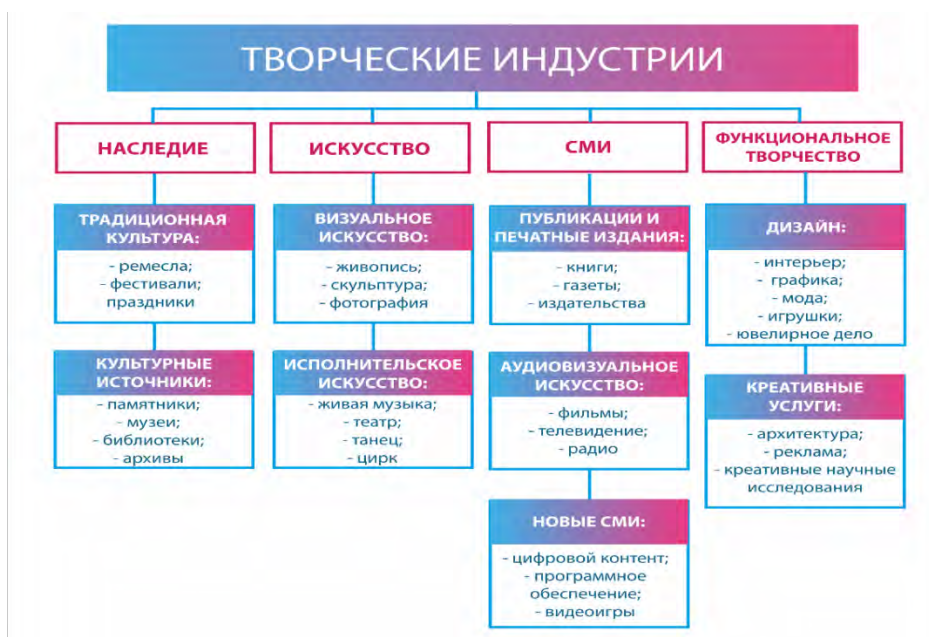 ТВОРЧЕСКИЕ ИНДУСТРИИ
НАСЛЕДИЕ
ТРАДИЦИОННАЯ
КУЛЬТУРА:
- ремесла;
- фестивали;
праздники
КУЛЬТУРНЫЕ
ИСТОЧНИКИ:
- памятники;
- музеи;
- библиотеки;
- архивы
ИСКУССТВО
ВИЗУАЛЬНОЕ
ИСКУССТВО:
- живопись;
- скульптура;
- фотография
ИСПОЛНИТЕЛЬСКОЕ
ИСКУССТВО:
- живая музыка;
- театр;
- танец;
- цирк
СМИ
ПУБЛИКАЦИИ И
ПЕЧАТНЫЕ ИЗДАНИЯ:
- книги;
- газеты;
- издательства
АУДИОВИЗУАЛЬНОЕ
ИСКУССТВО:
- фильмы;
- телевидение;
- радио
НОВЫЕ СМИ:
- цифровой контент;
- программное
обеспечение;
- видеоигры
ФУНКЦИОНАЛЬНОЕ
ТВОРЧЕСТВО
ДИЗАЙН:
- интерьер;
- графика;
- мода;
- игрушки;
- ювелирное дело
КРЕАТИВНЫЕ
УСЛУГИ:
- архитектура;
- реклама;
- креативные научные
исследования